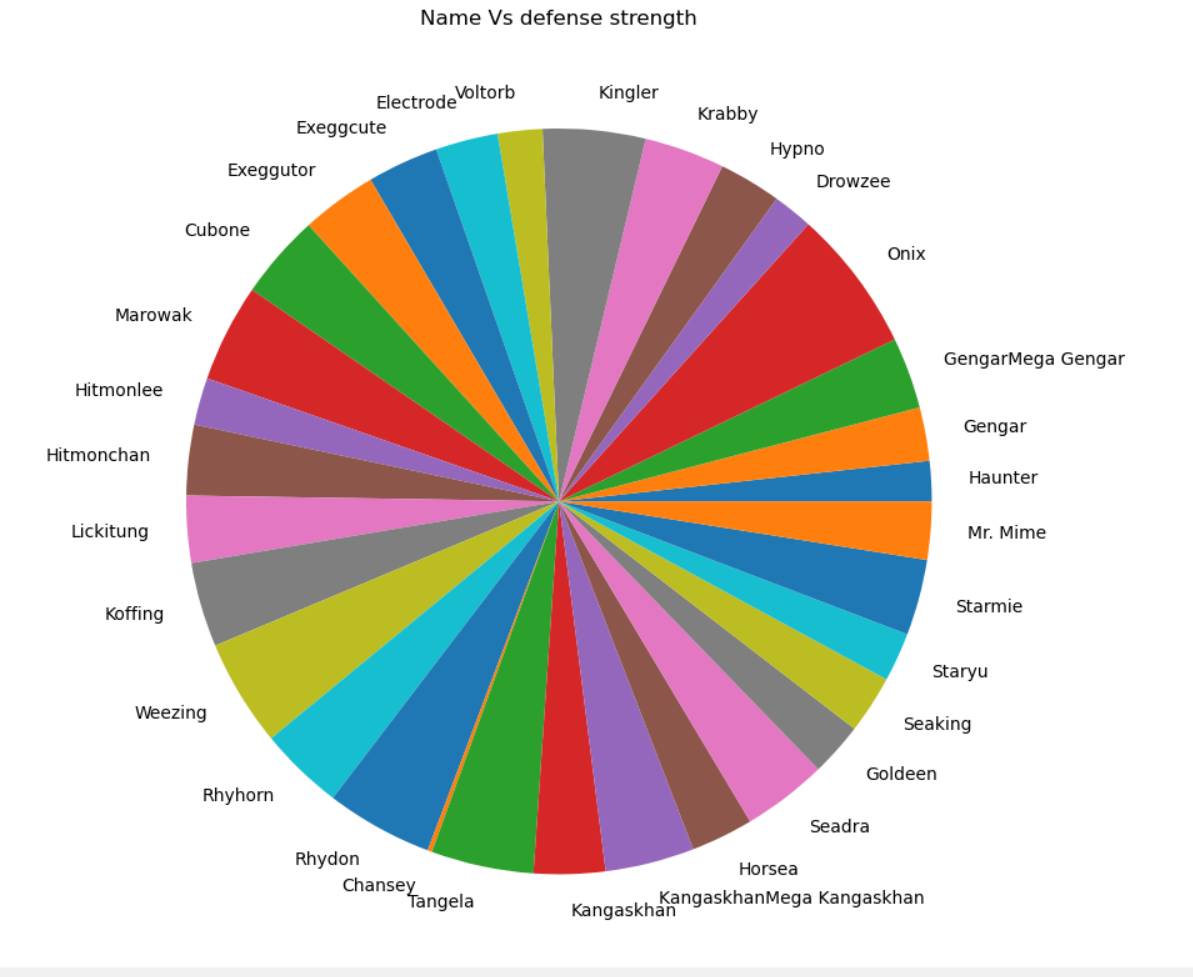 Name Vs defense strength
Voltorb
Kingler
Electrode
Krabby
Exeggcute
Hypno
Exeggutor
Drowzee
Cubone
Onix
Marowak
GengarMega Gengar
Hitmonlee
Gengar
Hitmonchan
Haunter
Lickitung
Mr. Mime
Koffing
Starmie
Staryu
Weezing
Seaking
Goldeen
Rhyhorn
Seadra
Rhydon
Horsea
Chansey
KangaskhanMega Kangaskhan
Tangela
Kangaskhan